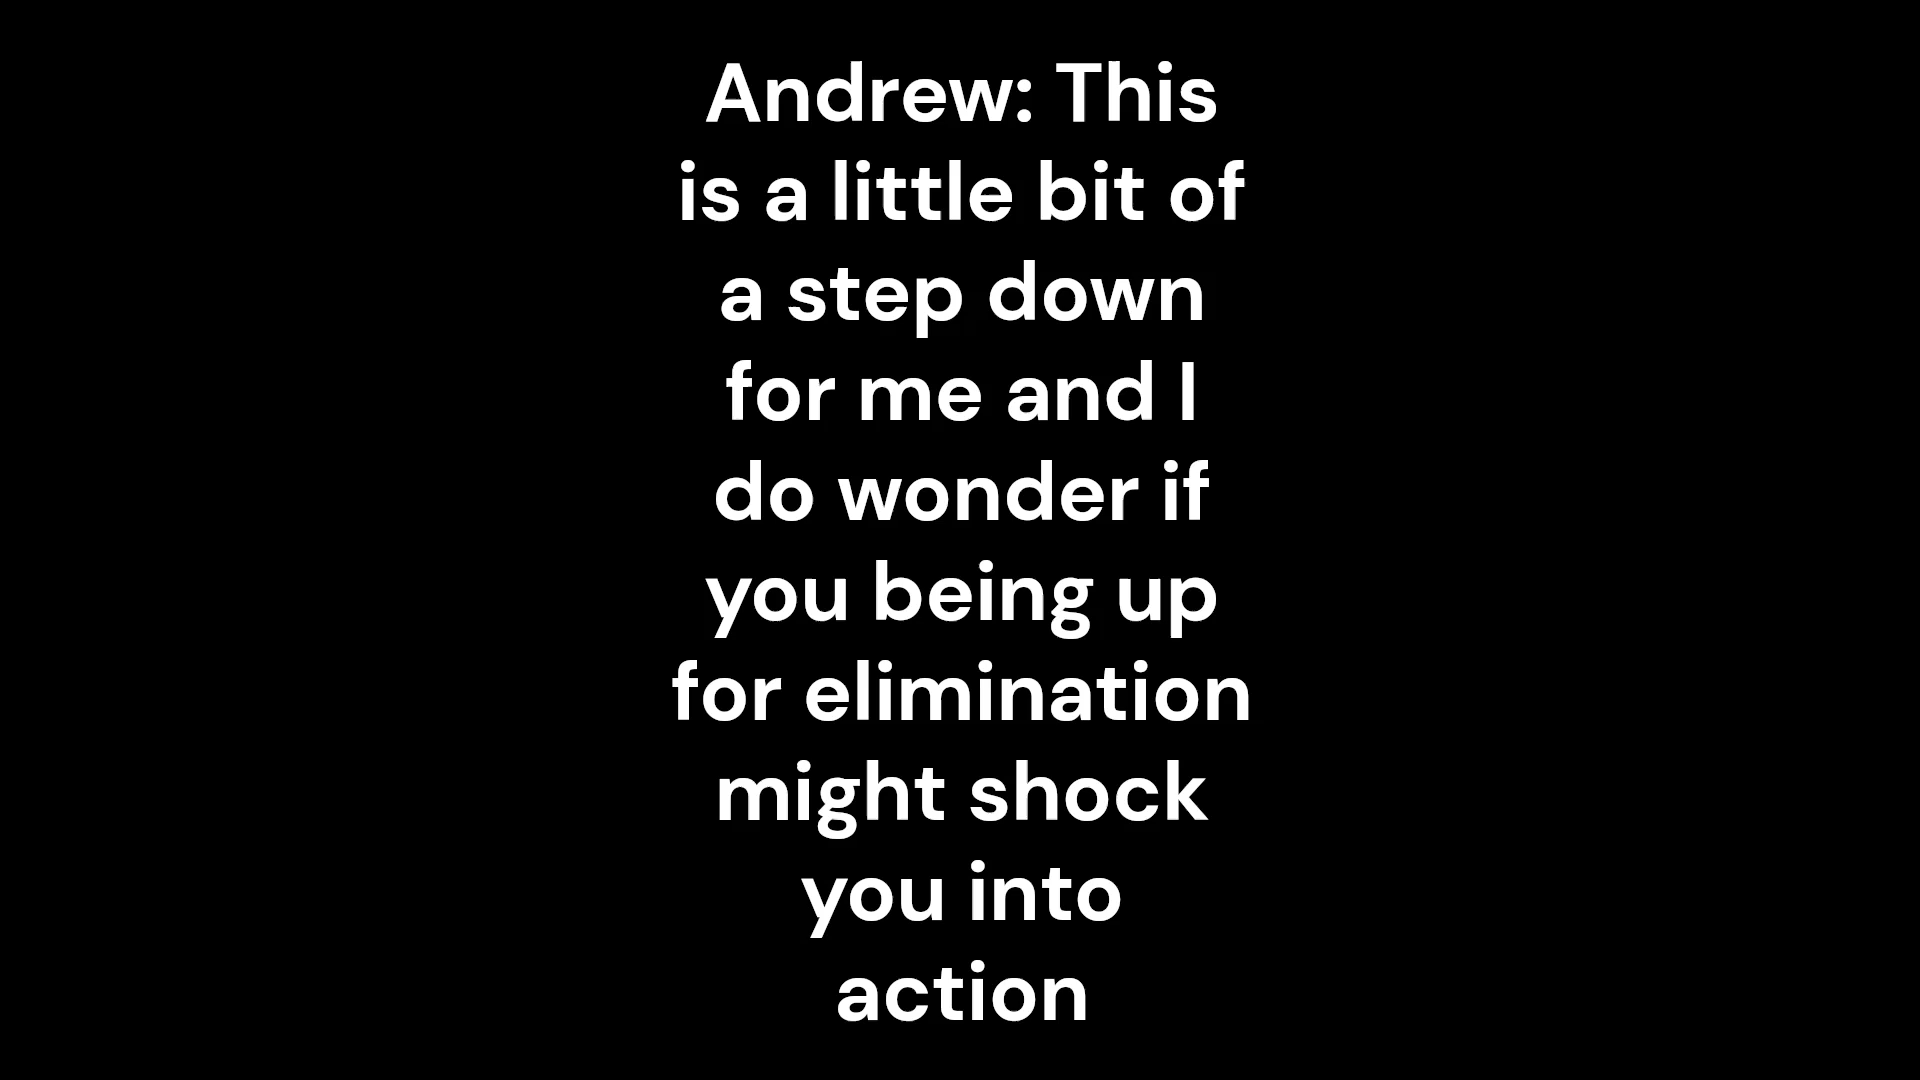 Andrew: This
is a little bit of
a step down
for me and I
do wonder if
you being up
for elimination
might shock
you into
action